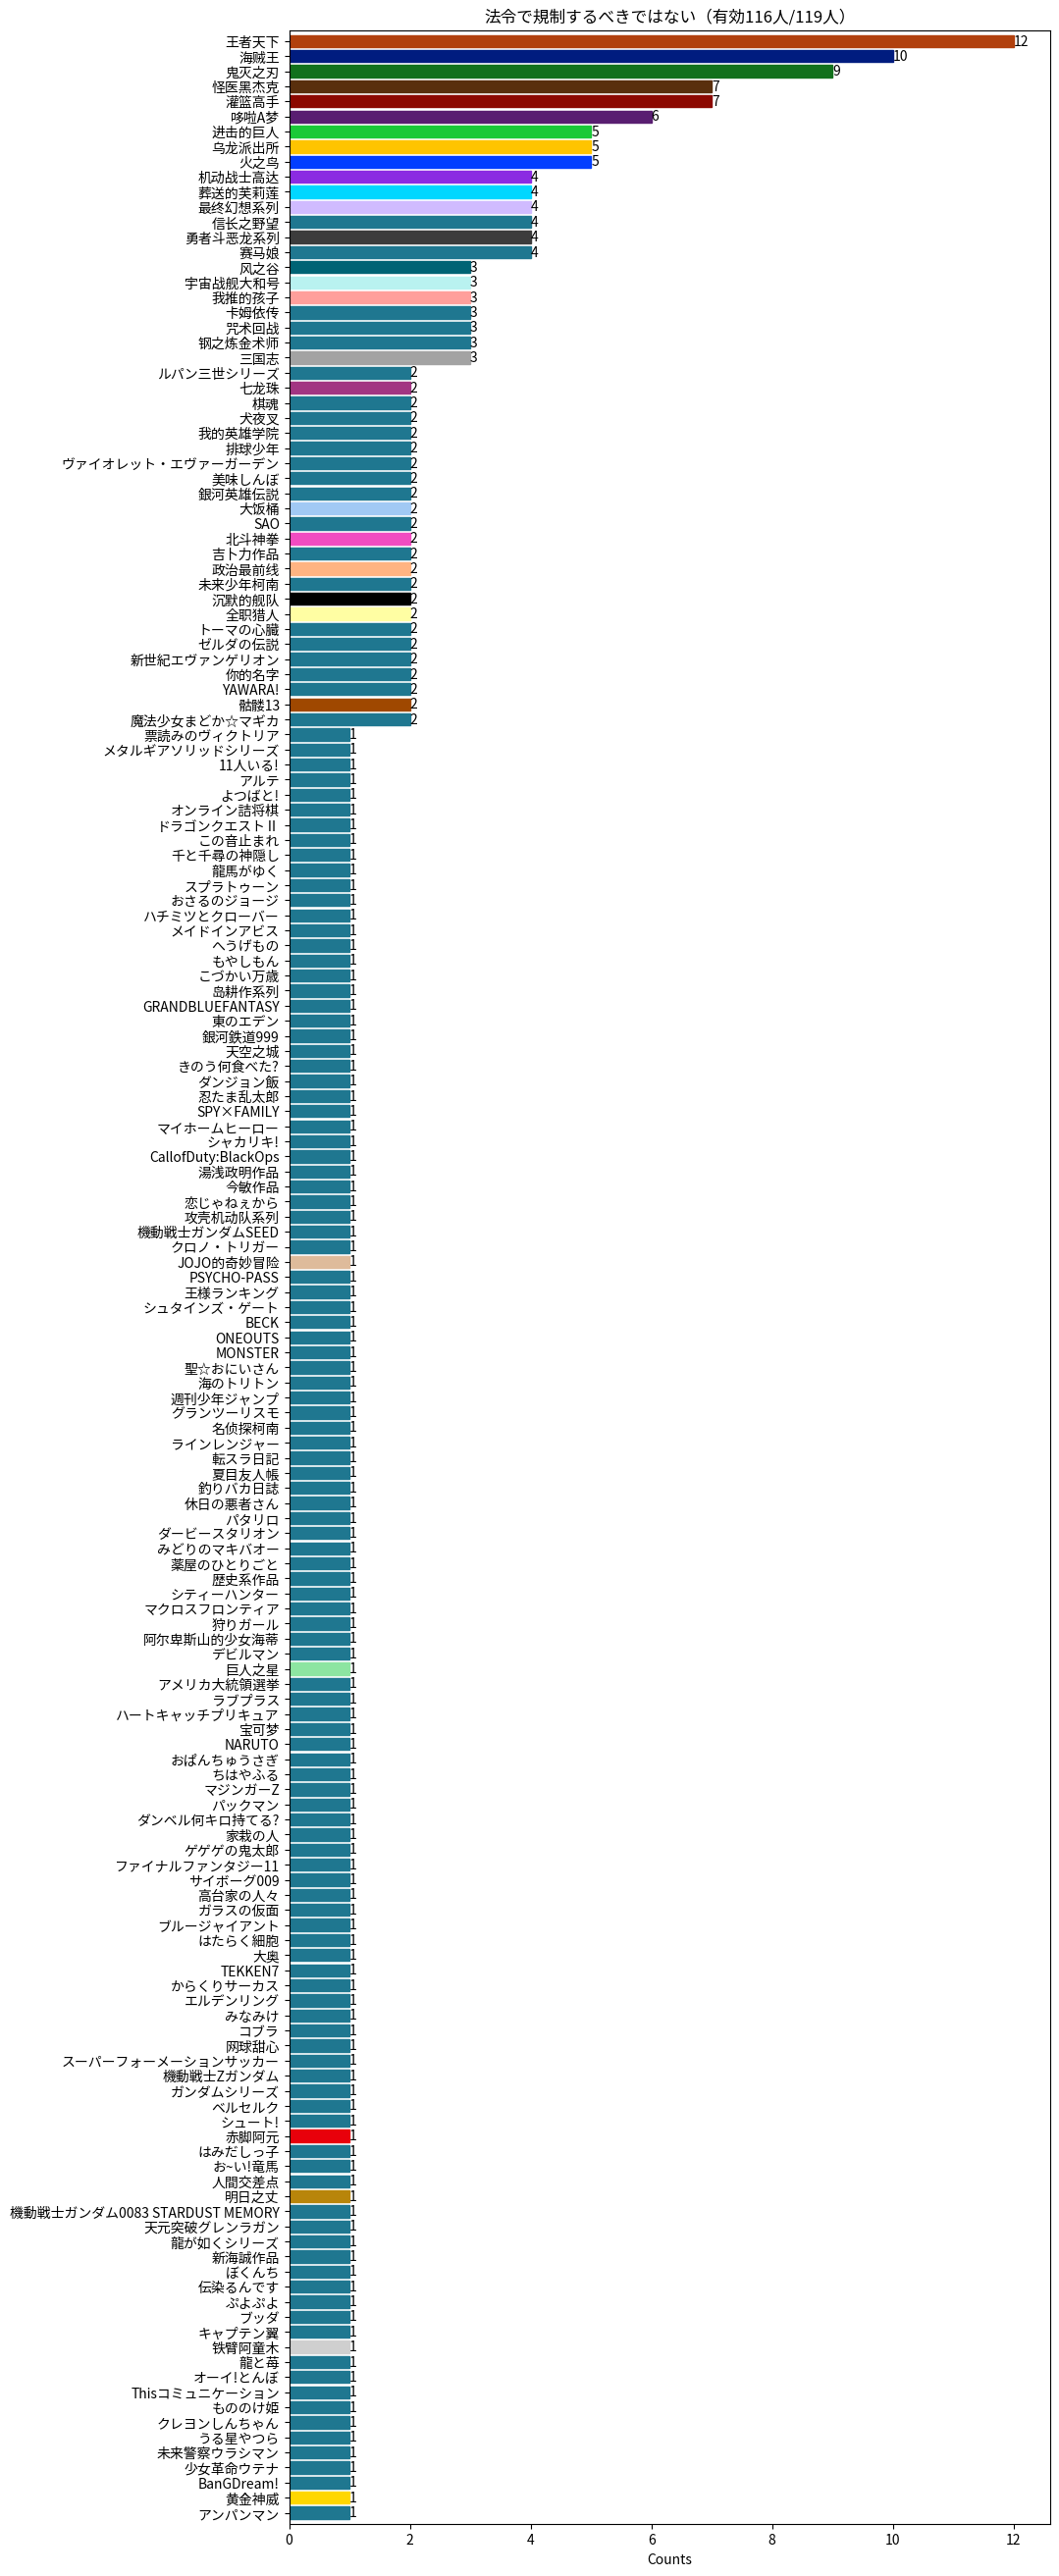 法令で規制するべきではない（有効116人/119人）
王者天下 12
海贼王 10
鬼灭之刃 9
怪医黑杰克 7
灌篮高手 7
哆啦A梦 6
进击的巨人 5
乌龙派出所 5
火之鸟 5
机动战士高达 4
葬送的芙莉莲 4
最终幻想系列 4
信长之野望 4
勇者斗恶龙系列 4
赛马娘 4
风之谷 3
宇宙战舰大和号 3
我推的孩子 3
卡姆依传 3
咒术回战 3
钢之炼金术师 3
三国志 3
ルパン三世シリーズ 2
七龙珠 2
棋魂 2
犬夜叉 2
我的英雄学院 2
排球少年 2
ヴァイオレット・エヴァーガーデン 2
美味しんぼ 2
銀河英雄伝説 2
大饭桶 2
SAO 2
北斗神拳 2
吉卜力作品 2
政治最前线 2
未来少年柯南 2
沉默的舰队 2
全职猎人 2
トーマの心臓 2
ゼルダの伝説 2
新世紀エヴァンゲリオン 2
你的名字 2
YAWARA! 2
骷髅13 2
魔法少女まどか☆マギカ 2
票読みのヴィクトリア 1
メタルギアソリッドシリーズ 1
11人いる! 1
アルテ 1
よつばと! 1
オンライン詰将棋 1
ドラゴンクエストⅡ 1
この音止まれ 1
千と千尋の神隠し 1
龍馬がゆく 1
スプラトゥーン 1
おさるのジョージ 1
ハチミツとクローバー 1
メイドインアビス 1
へうげもの 1
もやしもん 1
こづかい万歳 1
岛耕作系列 1
GRANDBLUEFANTASY 1
東のエデン 1
銀河鉄道999 1
天空之城 1
きのう何食べた? 1
ダンジョン飯 1
忍たま乱太郎 1
SPY×FAMILY 1
マイホームヒーロー 1
シャカリキ! 1
CallofDuty:BlackOps 1
湯浅政明作品 1
今敏作品 1
恋じゃねぇから 1
攻壳机动队系列 1
機動戦士ガンダムSEED 1
クロノ・トリガー 1
JOJO的奇妙冒险 1
PSYCHO-PASS 1
王様ランキング 1
シュタインズ・ゲート 1
BECK 1
ONEOUTS 1
MONSTER 1
聖☆おにいさん 1
海のトリトン 1
週刊少年ジャンプ 1
グランツーリスモ 1
名侦探柯南 1
ラインレンジャー 1
転スラ日記 1
夏目友人帳 1
釣りバカ日誌 1
休日の悪者さん 1
パタリロ 1
ダービースタリオン 1
みどりのマキバオー 1
薬屋のひとりごと 1
歴史系作品 1
シティーハンター 1
マクロスフロンティア 1
狩りガール 1
阿尔卑斯山的少女海蒂 1
デビルマン 1
巨人之星 1
アメリカ大統領選挙 1
ラブプラス 1
ハートキャッチプリキュア 1
宝可梦 1
NARUTO 1
おぱんちゅうさぎ 1
ちはやふる 1
マジンガーZ 1
パックマン 1
ダンベル何キロ持てる? 1
家栽の人 1
ゲゲゲの鬼太郎 1
ファイナルファンタジー11 1
サイボーグ009 1
高台家の人々 1
ガラスの仮面 1
ブルージャイアント 1
はたらく細胞 1
大奥 1
TEKKEN7 1
からくりサーカス 1
エルデンリング 1
みなみけ 1
コブラ 1
网球甜心 1
スーパーフォーメーションサッカー 1
機動戦士Zガンダム 1
ガンダムシリーズ 1
ベルセルク 1
シュート! 1
赤脚阿元 1
はみだしっ子 1
お~い!竜馬 1
人間交差点 1
明日之丈 1
機動戦士ガンダム0083 STARDUST MEMORY 1
天元突破グレンラガン 1
龍が如くシリーズ 1
新海誠作品 1
ぼくんち 1
伝染るんです 1
ぷよぷよ 1
ブッダ 1
キャプテン翼 1
铁臂阿童木 1
龍と苺 1
オーイ!とんぼ 1
Thisコミュニケーション 1
もののけ姫 1
クレヨンしんちゃん 1
うる星やつら 1
未来警察ウラシマン 1
少女革命ウテナ 1
BanGDream! 1
黄金神威 1
アンパンマン 1
0 2 4 6 8 10 12
Counts